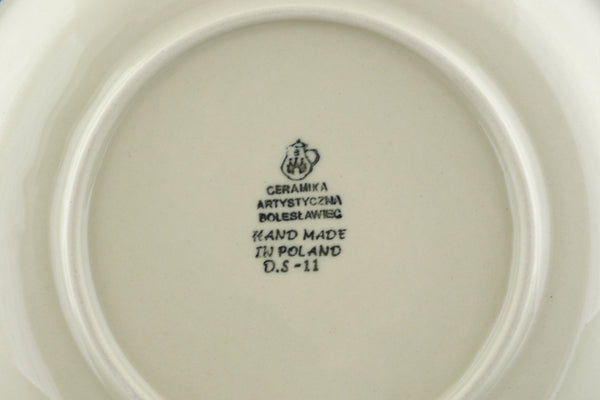 CERAMIKA
ARTYSTYCZNA
BOLESŁAWIEC
HAND MADE
IN POLAND
D.S-11